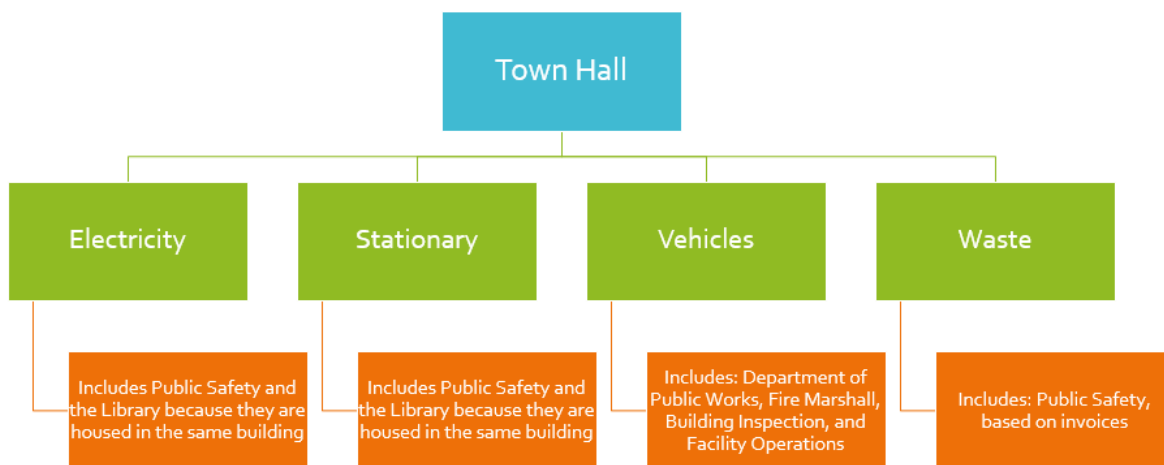 Town Hall
Electricity
Stationary
Vehicles
Waste
Includes Public Safety and
the Library because they are
housed in the same building
Includes Public Safety and
the Library because they are
housed in the same building
Includes: Department of
Public Works, Fire Marshall,
Building Inspection, and
Facility Operations
Includes: Public Safety,
based on invoices